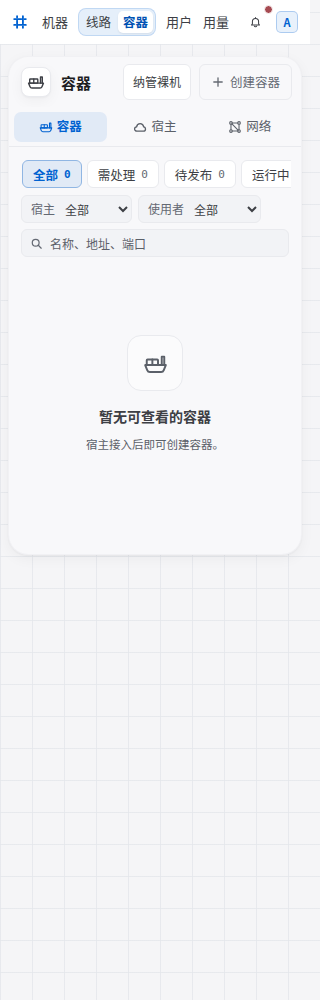 机器 线路 容器 用户 用量 A
容器 纳管裸机 创建容器
容器 宿主 网络
全部 0 需处理 0 待发布 0 运行中
宿主 全部 使用者 全部
名称、地址、端口
暂无可查看的容器
宿主接入后即可创建容器。